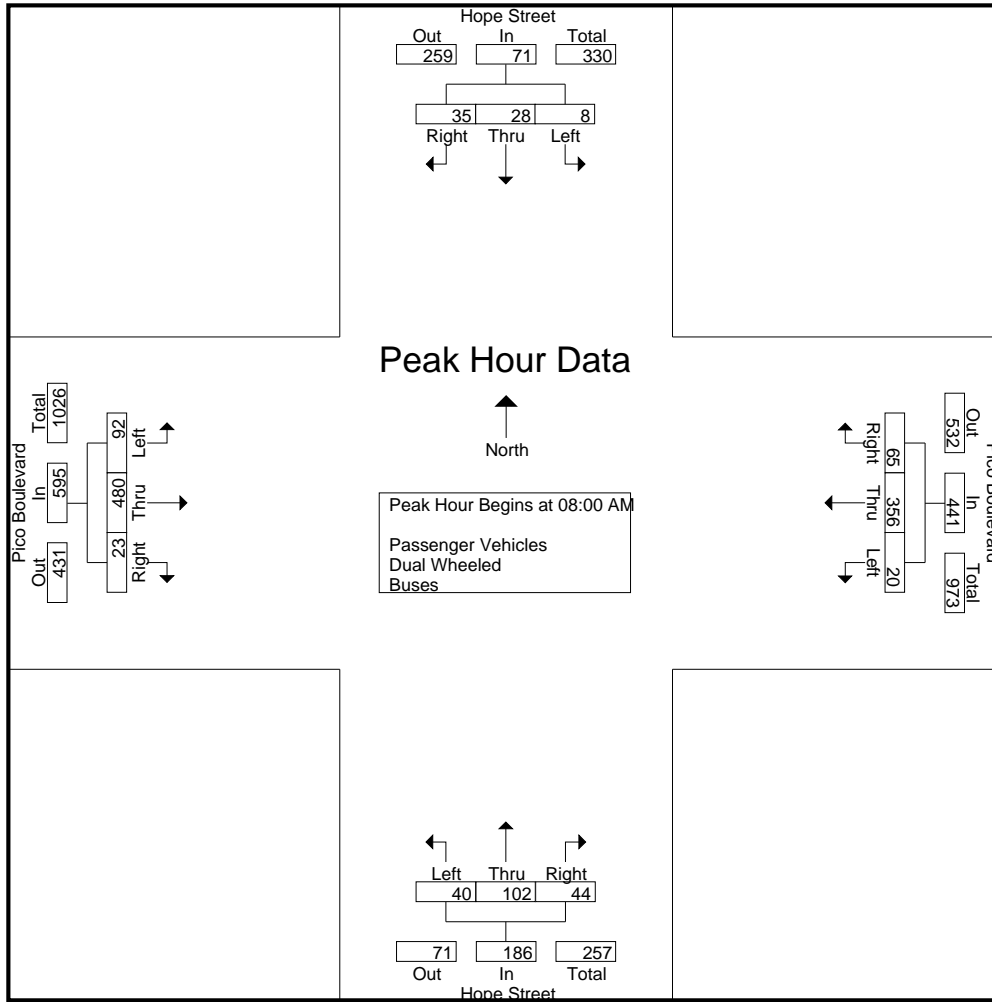 Hope Street
Out In Total
259 71 330
35 28 8
Right Thru Left
Peak Hour Data
North
Peak Hour Begins at 08:00 AM
Passenger Vehicles
Dual Wheeled
Buses
Pico Boulevard
Out In Total
431 595 1026
Right Thru Left
23 480 92
Pico Boulevard
Out In Total
532 441 973
65 356 20
Right Thru Left
Left Thru Right
40 102 44
71 186 257
Out In Total
Hope Street